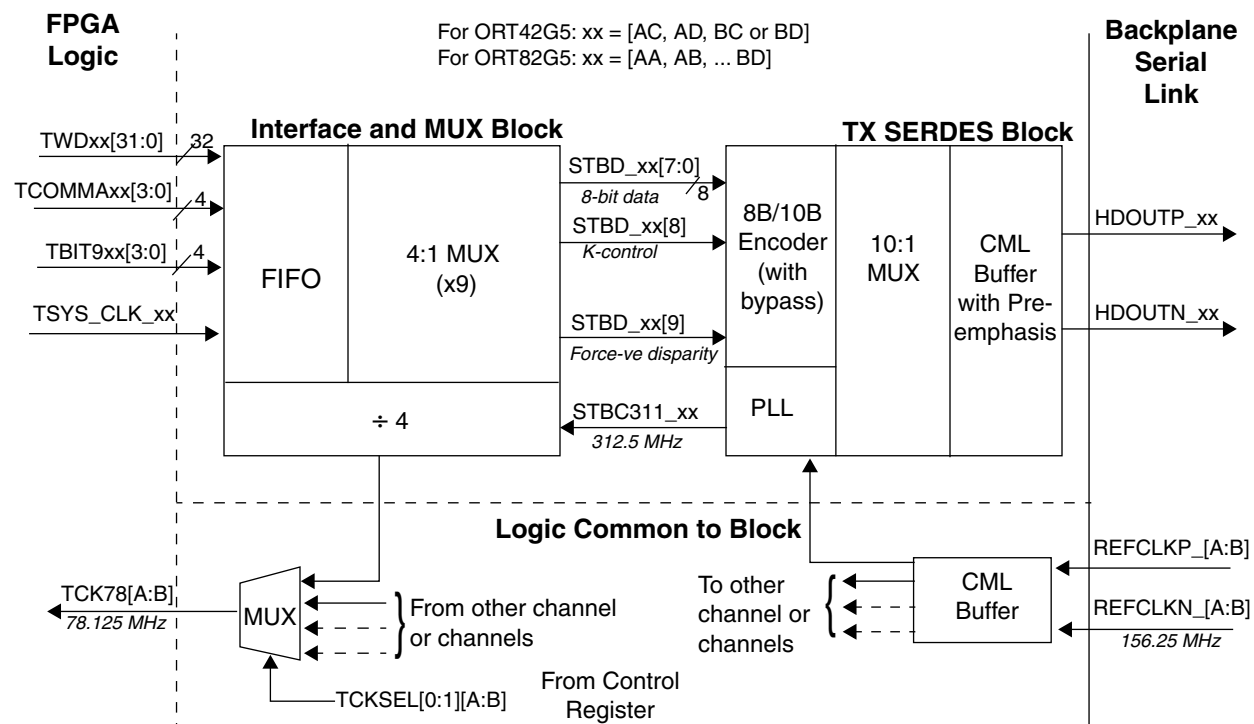 FPGA
Logic
For ORT42G5: xx = [AC, AD, BC or BD]
For ORT82G5: xx = [AA, AB, ... BD]
Backplane
Serial
Link
Interface and MUX Block
TX SERDES Block
TWDxx[31:0]
32
TCOMMAxx[3:0]
4
TBIT9xx[3:0]
4
TSYS_CLK_xx
FIFO
4:1 MUX
(x9)
÷ 4
STBD_xx[7:0]
8-bit data
8
STBD_xx[8]
K-control
STBD_xx[9]
Force-ve disparity
STBC311_xx
312.5 MHz
8B/10B
Encoder
(with
bypass)
PLL
10:1
MUX
CML
Buffer
with Pre-
emphasis
HDOUTP_xx
HDOUTN_xx
Logic Common to Block
TCK78[A:B]
78.125 MHz
MUX
From other channel
or channels
TCKSEL[0:1][A:B]
From Control
Register
To other
channel or
channels
CML
Buffer
REFCLKP_[A:B]
REFCLKN_[A:B]
156.25 MHz